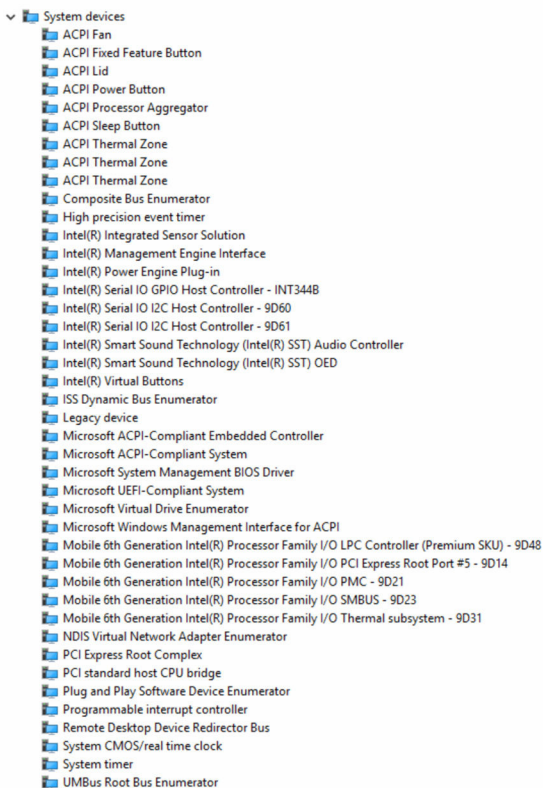 System devices
ACPI Fan
ACPI Fixed Feature Button
ACPI Lid
ACPI Power Button
ACPI Processor Aggregator
ACPI Sleep Button
ACPI Thermal Zone
ACPI Thermal Zone
ACPI Thermal Zone
Composite Bus Enumerator
High precision event timer
Intel(R) Integrated Sensor Solution
Intel(R) Management Engine Interface
Intel(R) Power Engine Plug-in
Intel(R) Serial IO GPIO Host Controller - INT344B
Intel(R) Serial IO I2C Host Controller - 9D60
Intel(R) Serial IO I2C Host Controller - 9D61
Intel(R) Smart Sound Technology (Intel(R) SST) Audio Controller
Intel(R) Smart Sound Technology (Intel(R) SST) OED
Intel(R) Virtual Buttons
ISS Dynamic Bus Enumerator
Legacy device
Microsoft ACPI-Compliant Embedded Controller
Microsoft ACPI-Compliant System
Microsoft System Management BIOS Driver
Microsoft UEFI-Compliant System
Microsoft Virtual Drive Enumerator
Microsoft Windows Management Interface for ACPI
Mobile 6th Generation Intel(R) Processor Family I/O LPC Controller (Premium SKU) - 9D48
Mobile 6th Generation Intel(R) Processor Family I/O PCI Express Root Port #5 - 9D14
Mobile 6th Generation Intel(R) Processor Family I/O PMC - 9D21
Mobile 6th Generation Intel(R) Processor Family I/O SMBUS - 9D23
Mobile 6th Generation Intel(R) Processor Family I/O Thermal subsystem - 9D31
NDIS Virtual Network Adapter Enumerator
PCI Express Root Complex
PCI standard host CPU bridge
Plug and Play Software Device Enumerator
Programmable interrupt controller
Remote Desktop Device Redirector Bus
System CMOS/real time clock
System timer
UMBus Root Bus Enumerator